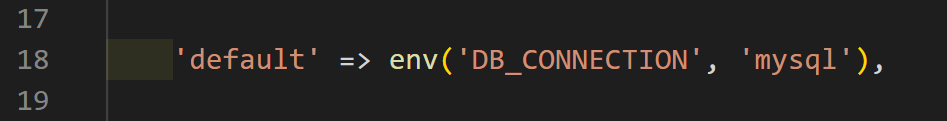 17
18 'default' => env('DB_CONNECTION', 'mysql'),
19